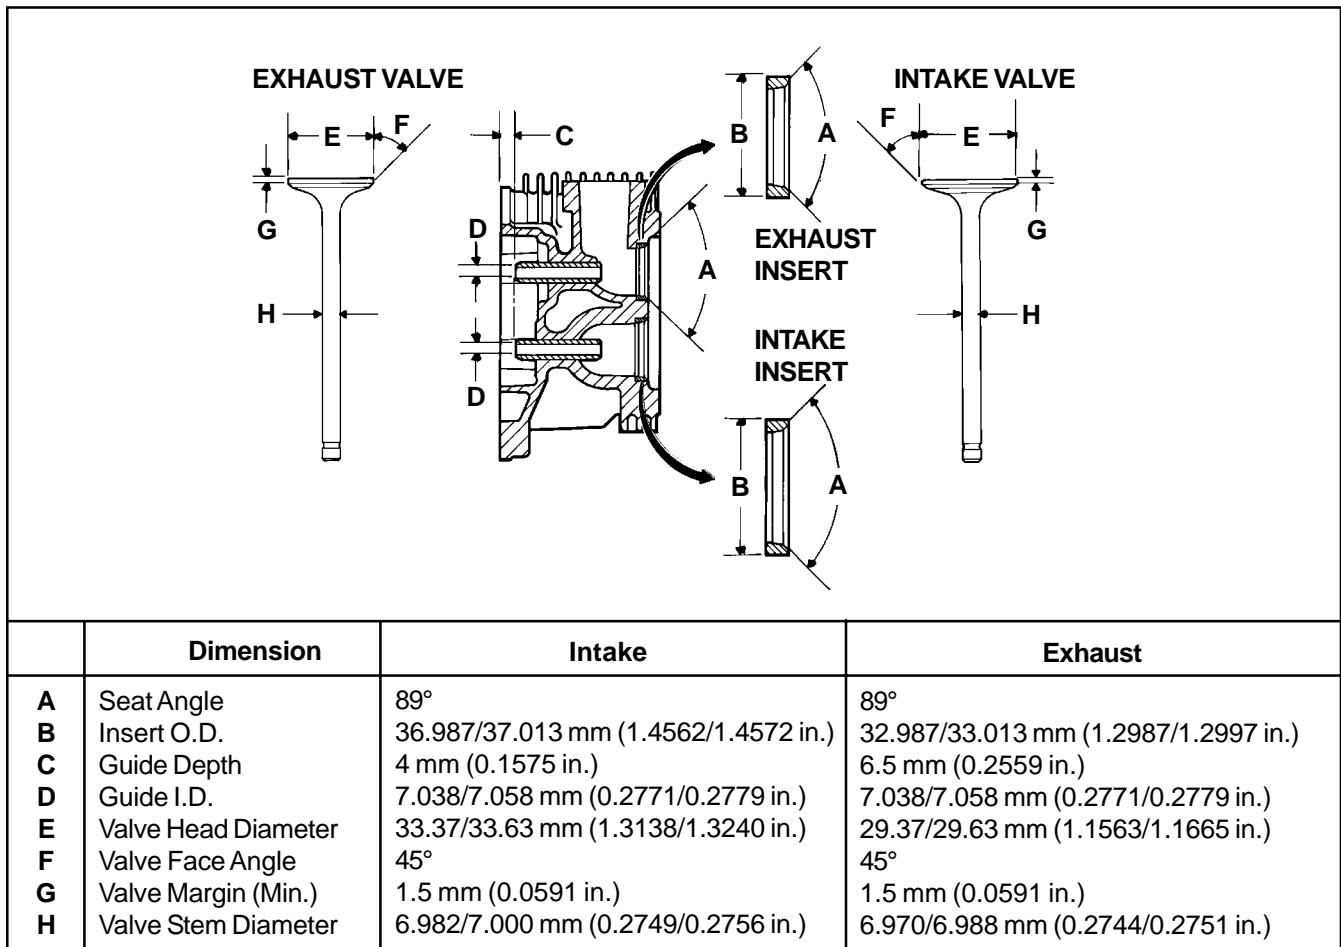 EXHAUST VALVE
INTAKE VALVE
E
F
C
B
A
F
E
G
D
EXHAUST
INSERT
G
A
H
H
INTAKE
INSERT
D
B
A
Dimension Intake Exhaust
A Seat Angle 89° 89°
B Insert O.D. 36.987/37.013 mm (1.4562/1.4572 in.) 32.987/33.013 mm (1.2987/1.2997 in.)
C Guide Depth 4 mm (0.1575 in.) 6.5 mm (0.2559 in.)
D Guide I.D. 7.038/7.058 mm (0.2771/0.2779 in.) 7.038/7.058 mm (0.2771/0.2779 in.)
E Valve Head Diameter 33.37/33.63 mm (1.3138/1.3240 in.) 29.37/29.63 mm (1.1563/1.1665 in.)
F Valve Face Angle 45° 45°
G Valve Margin (Min.) 1.5 mm (0.0591 in.) 1.5 mm (0.0591 in.)
H Valve Stem Diameter 6.982/7.000 mm (0.2749/0.2756 in.) 6.970/6.988 mm (0.2744/0.2751 in.)